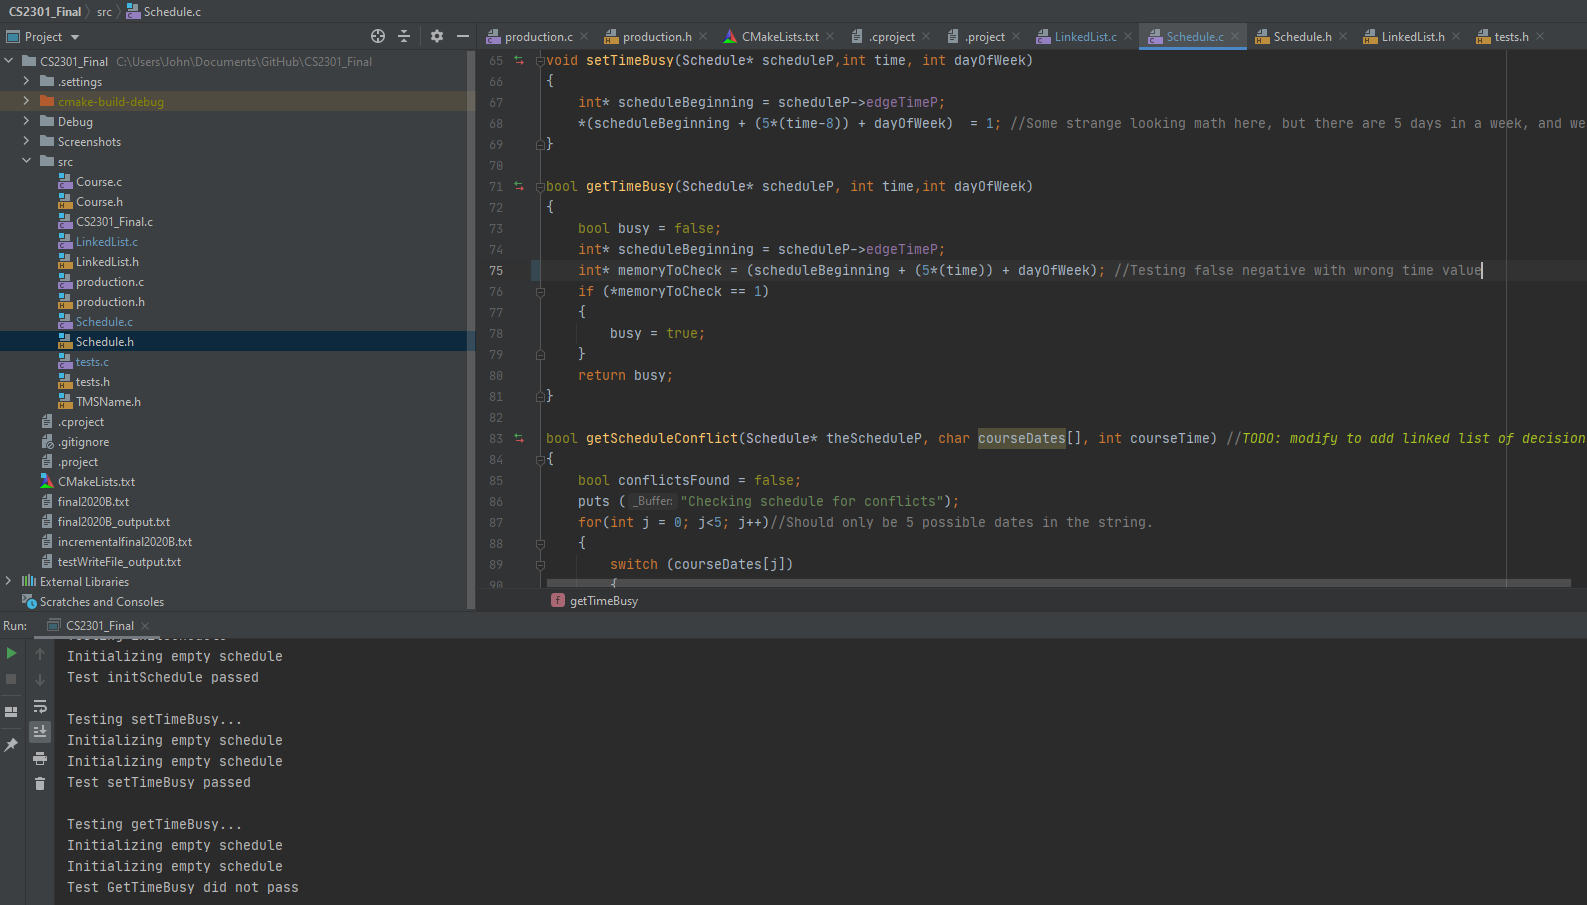 CS2301_Final src Schedule.c
Project
production.c production.h CMakeLists.txt .cproject .project LinkedList.c Schedule.c Schedule.h LinkedList.h tests.h
CS2301_Final C:\Users\John\Documents\GitHub\CS2301_Final
.settings
cmake-build-debug
Debug
Screenshots
src
Course.c
Course.h
CS2301_Final.c
LinkedList.c
LinkedList.h
production.c
production.h
Schedule.c
Schedule.h
tests.c
tests.h
TMSName.h
.cproject
.gitignore
.project
CMakeLists.txt
final2020B.txt
final2020B_output.txt
incrementalfinal2020B.txt
testWriteFile_output.txt
External Libraries
Scratches and Consoles
65 void setTimeBusy(Schedule* scheduleP,int time, int dayOfWeek)
66 {
67 int* scheduleBeginning = scheduleP->edgeTimeP;
68 *(scheduleBeginning + (5*(time-8)) + dayOfWeek)  = 1; //Some strange looking math here, but there are 5 days in a week, and we
69 }
70
71 bool getTimeBusy(Schedule* scheduleP, int time,int dayOfWeek)
72 {
73 bool busy = false;
74 int* scheduleBeginning = scheduleP->edgeTimeP;
75 int* memoryToCheck = (scheduleBeginning + (5*(time)) + dayOfWeek); //Testing false negative with wrong time value
76 if (*memoryToCheck == 1)
77 {
78 busy = true;
79 }
80 return busy;
81 }
82
83 bool getScheduleConflict(Schedule* theScheduleP, char courseDates[], int courseTime) //TODO: modify to add linked list of decision
84 {
85 bool conflictsFound = false;
86 puts ( _Buffer: "Checking schedule for conflicts");
87 for(int j = 0; j<5; j++)//Should only be 5 possible dates in the string.
88 {
89 switch (courseDates[j])
90 {
f getTimeBusy
Run: CS2301_Final
Testing initSchedule
Initializing empty schedule
Test initSchedule passed
Testing setTimeBusy...
Initializing empty schedule
Initializing empty schedule
Test setTimeBusy passed
Testing getTimeBusy...
Initializing empty schedule
Initializing empty schedule
Test GetTimeBusy did not pass